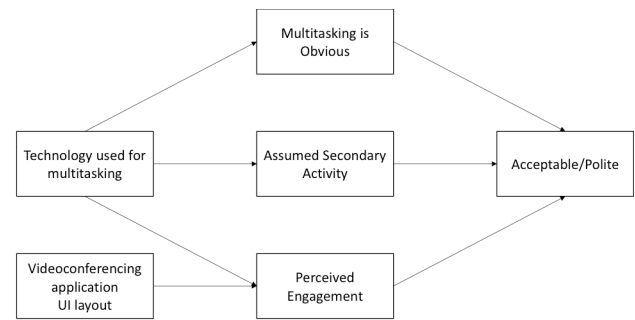 Multitasking is
Obvious
Technology used for
multitasking
Assumed Secondary
Activity
Acceptable/Polite
Videoconferencing
application
UI layout
Perceived
Engagement